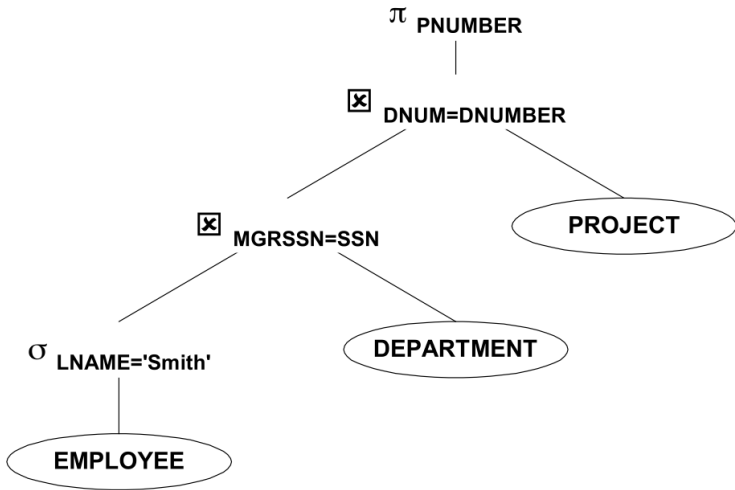 π PNUMBER
⊠ DNUM=DNUMBER
PROJECT
⊠ MGRSSN=SSN
DEPARTMENT
σ LNAME='Smith'
EMPLOYEE